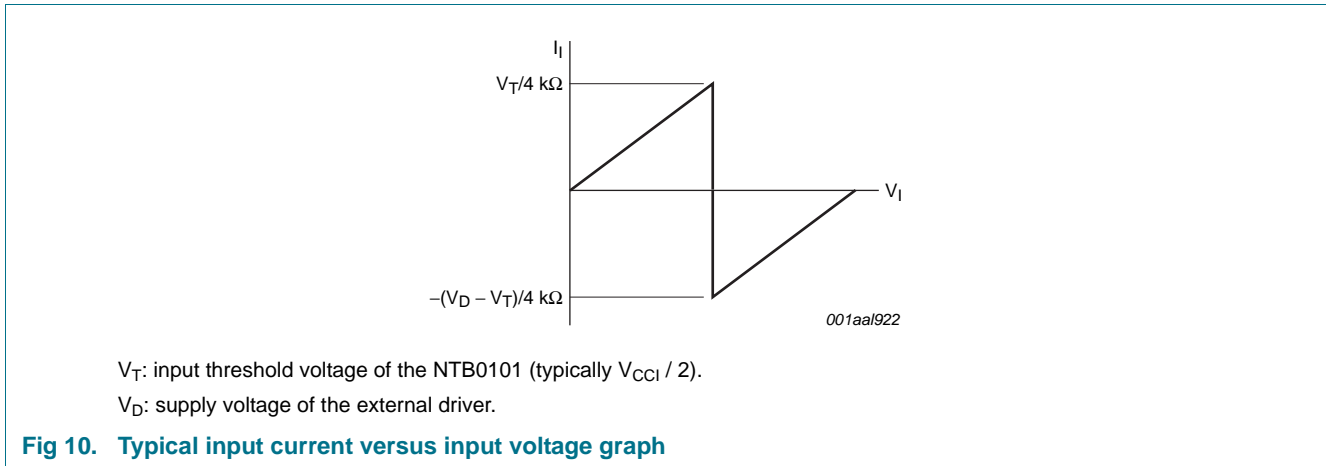 I_I
V_T/4 kΩ
V_I
−(V_D − V_T)/4 kΩ
001aal922
V_T: input threshold voltage of the NTB0101 (typically V_CCI / 2).
V_D: supply voltage of the external driver.
Fig 10. Typical input current versus input voltage graph